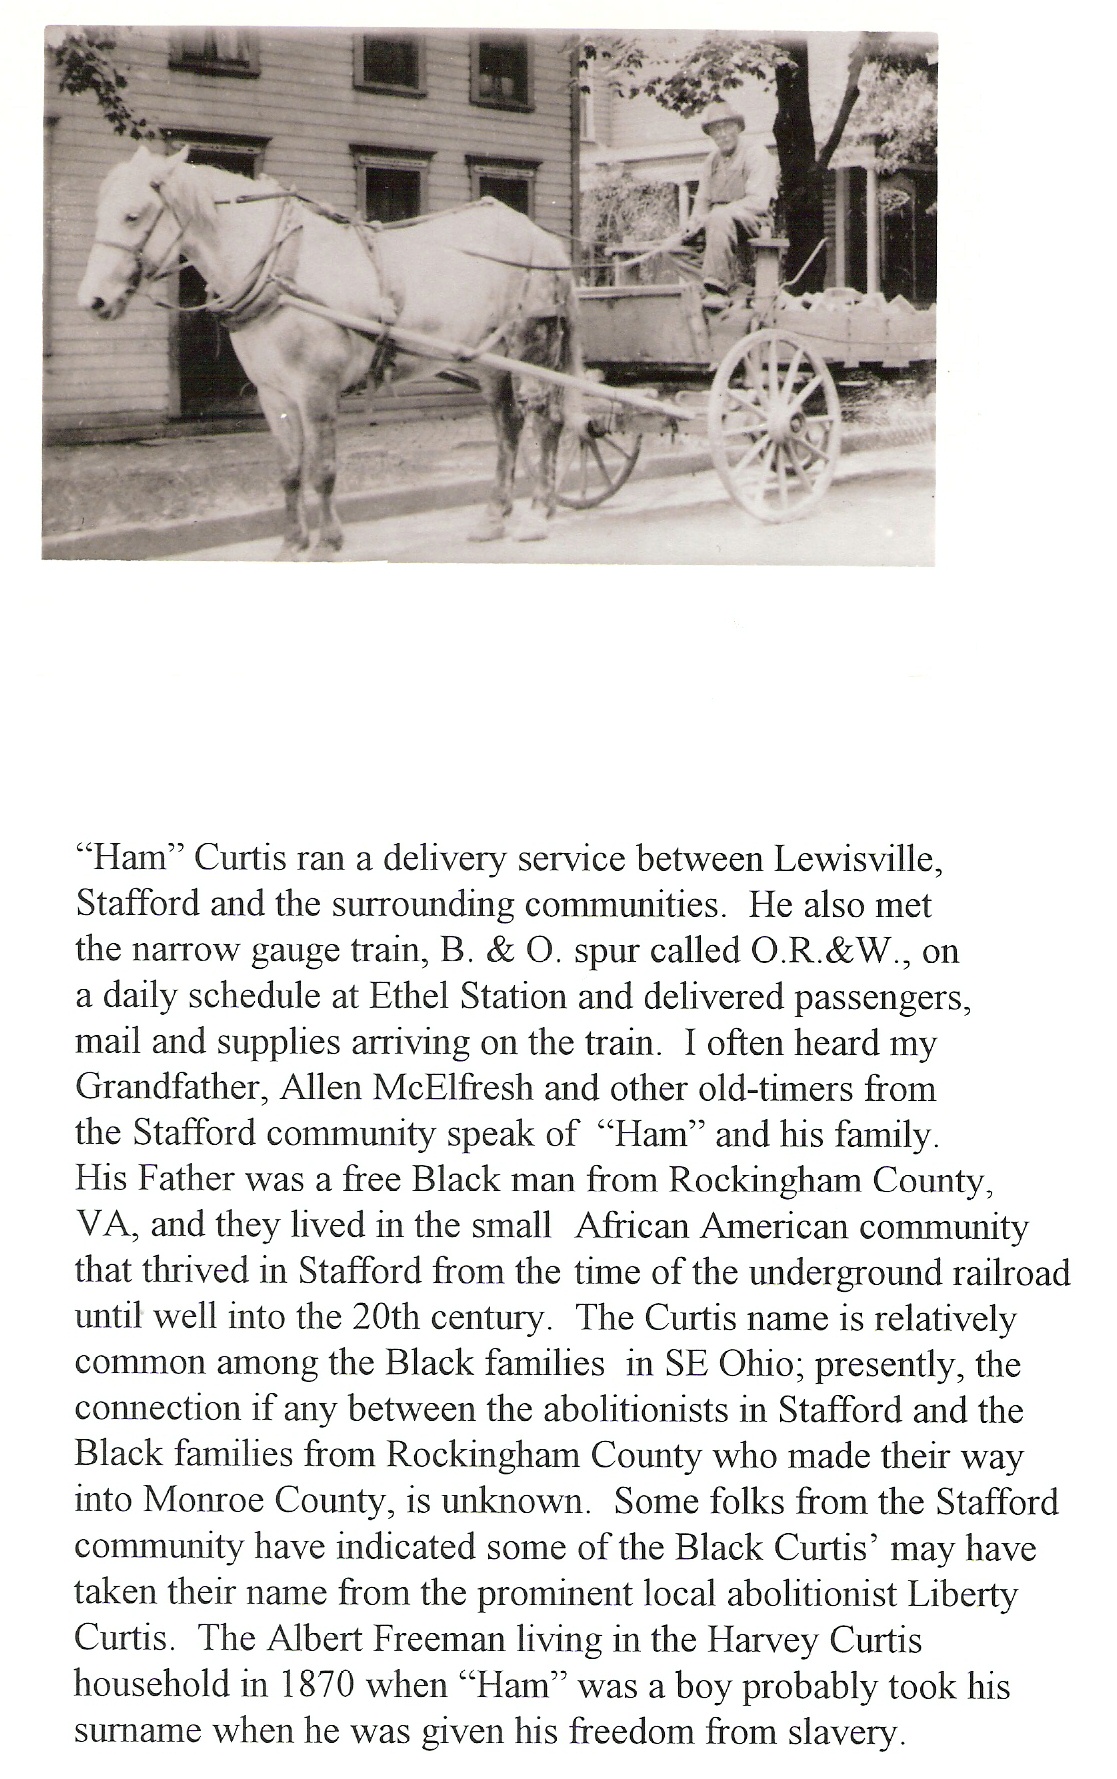 “Ham” Curtis ran a delivery service between Lewisville,
Stafford and the surrounding communities.  He also met
the narrow gauge train, B. & O. spur called O.R.&W., on
a daily schedule at Ethel Station and delivered passengers,
mail and supplies arriving on the train.  I often heard my
Grandfather, Allen McElfresh and other old-timers from
the Stafford community speak of  “Ham” and his family.
His Father was a free Black man from Rockingham County,
VA, and they lived in the small  African American community
that thrived in Stafford from the time of the underground railroad
until well into the 20th century.  The Curtis name is relatively
common among the Black families  in SE Ohio; presently, the
connection if any between the abolitionists in Stafford and the
Black families from Rockingham County who made their way
into Monroe County, is unknown.  Some folks from the Stafford
community have indicated some of the Black Curtis’ may have
taken their name from the prominent local abolitionist Liberty
Curtis.  The Albert Freeman living in the Harvey Curtis
household in 1870 when “Ham” was a boy probably took his
surname when he was given his freedom from slavery.